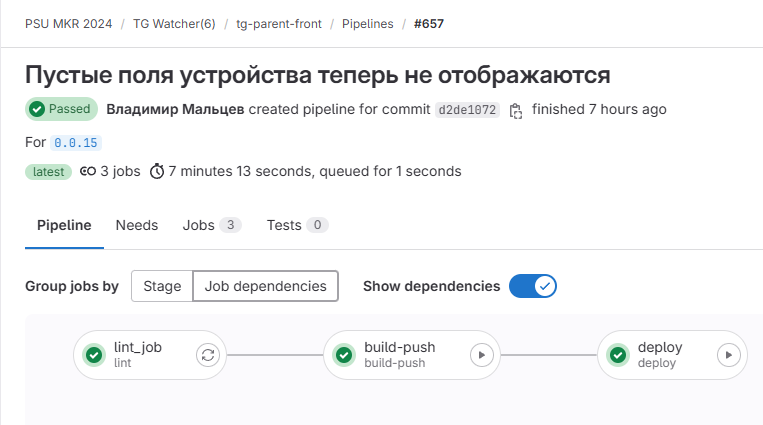 PSU MKR 2024 / TG Watcher(6) / tg-parent-front / Pipelines / #657
Пустые поля устройства теперь не отображаются
Passed Владимир Мальцев created pipeline for commit d2de1072 finished 7 hours ago
For 0.0.15
latest 3 jobs 7 minutes 13 seconds, queued for 1 seconds
Pipeline Needs Jobs 3 Tests 0
Group jobs by Stage Job dependencies Show dependencies
lint_job build-push deploy
lint build-push deploy